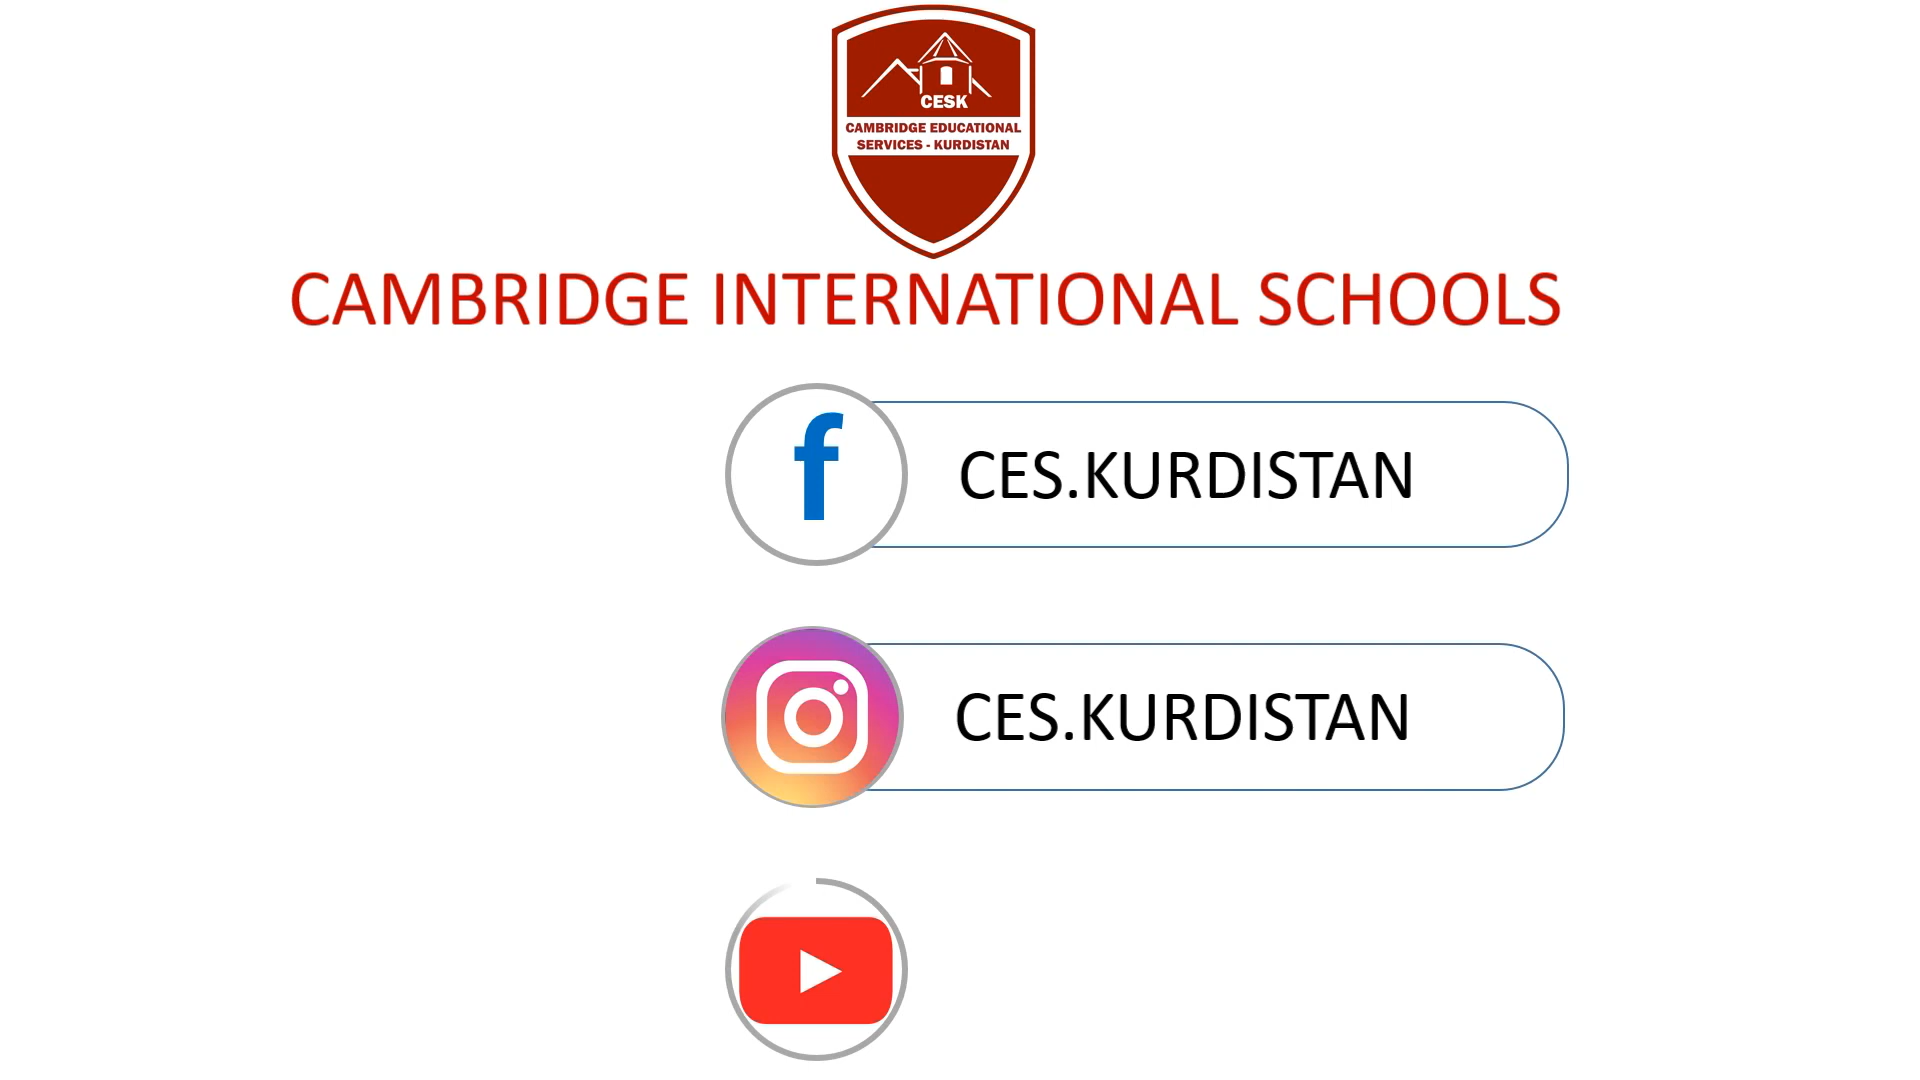 CESK
CAMBRIDGE EDUCATIONAL
SERVICES - KURDISTAN
CAMBRIDGE INTERNATIONAL SCHOOLS
CES.KURDISTAN
CES.KURDISTAN